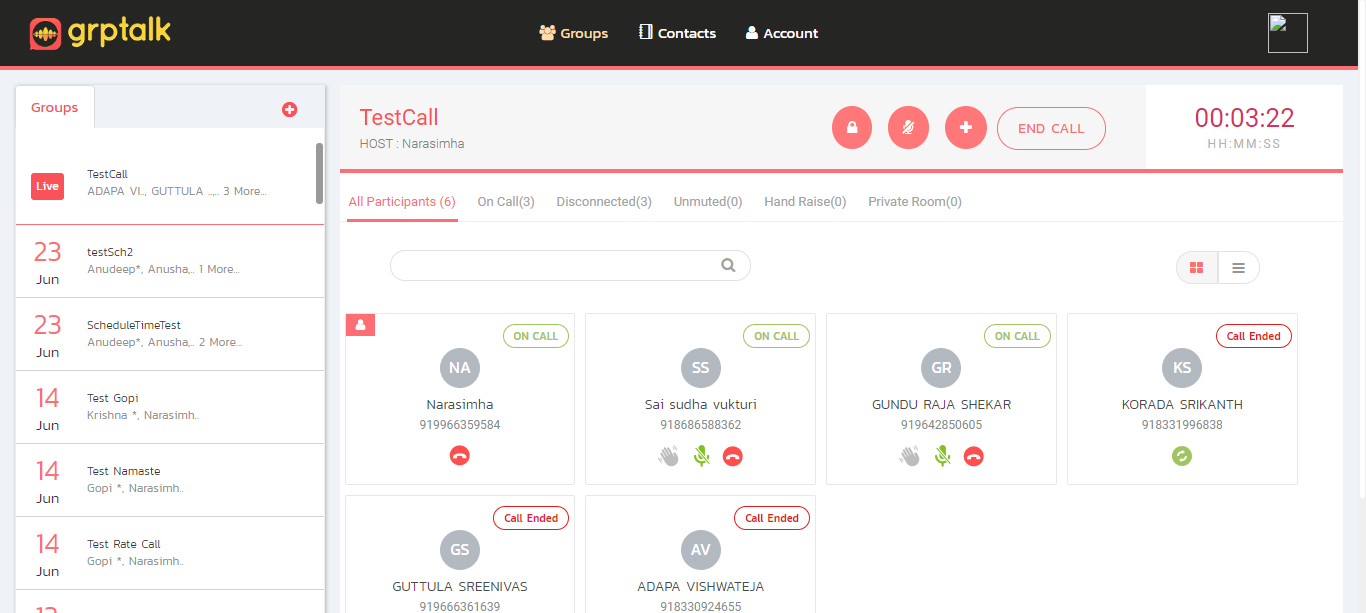 grptalk
Groups
Contacts
Account
Groups
Live
TestCall
ADAPA VI.., GUTTULA ..,.. 3 More...
23
Jun
testSch2
Anudeep*, Anusha,.. 1 More...
23
Jun
ScheduleTimeTest
Anudeep*, Anusha,.. 2 More...
14
Jun
Test Gopi
Krishna *, Narasimh..
14
Jun
Test Namaste
Gopi *, Narasimh..
14
Jun
Test Rate Call
Gopi *, Narasimh..
TestCall
HOST : Narasimha
END CALL
00:03:22
HH:MM:SS
All Participants (6)
On Call(3)
Disconnected(3)
Unmuted(0)
Hand Raise(0)
Private Room(0)
ON CALL
NA
Narasimha
919966359584
ON CALL
SS
Sai sudha vukturi
918686588362
ON CALL
GR
GUNDU RAJA SHEKAR
919642850605
Call Ended
KS
KORADA SRIKANTH
918331996838
Call Ended
GS
GUTTULA SREENIVAS
919666361639
Call Ended
AV
ADAPA VISHWATEJA
918330924655